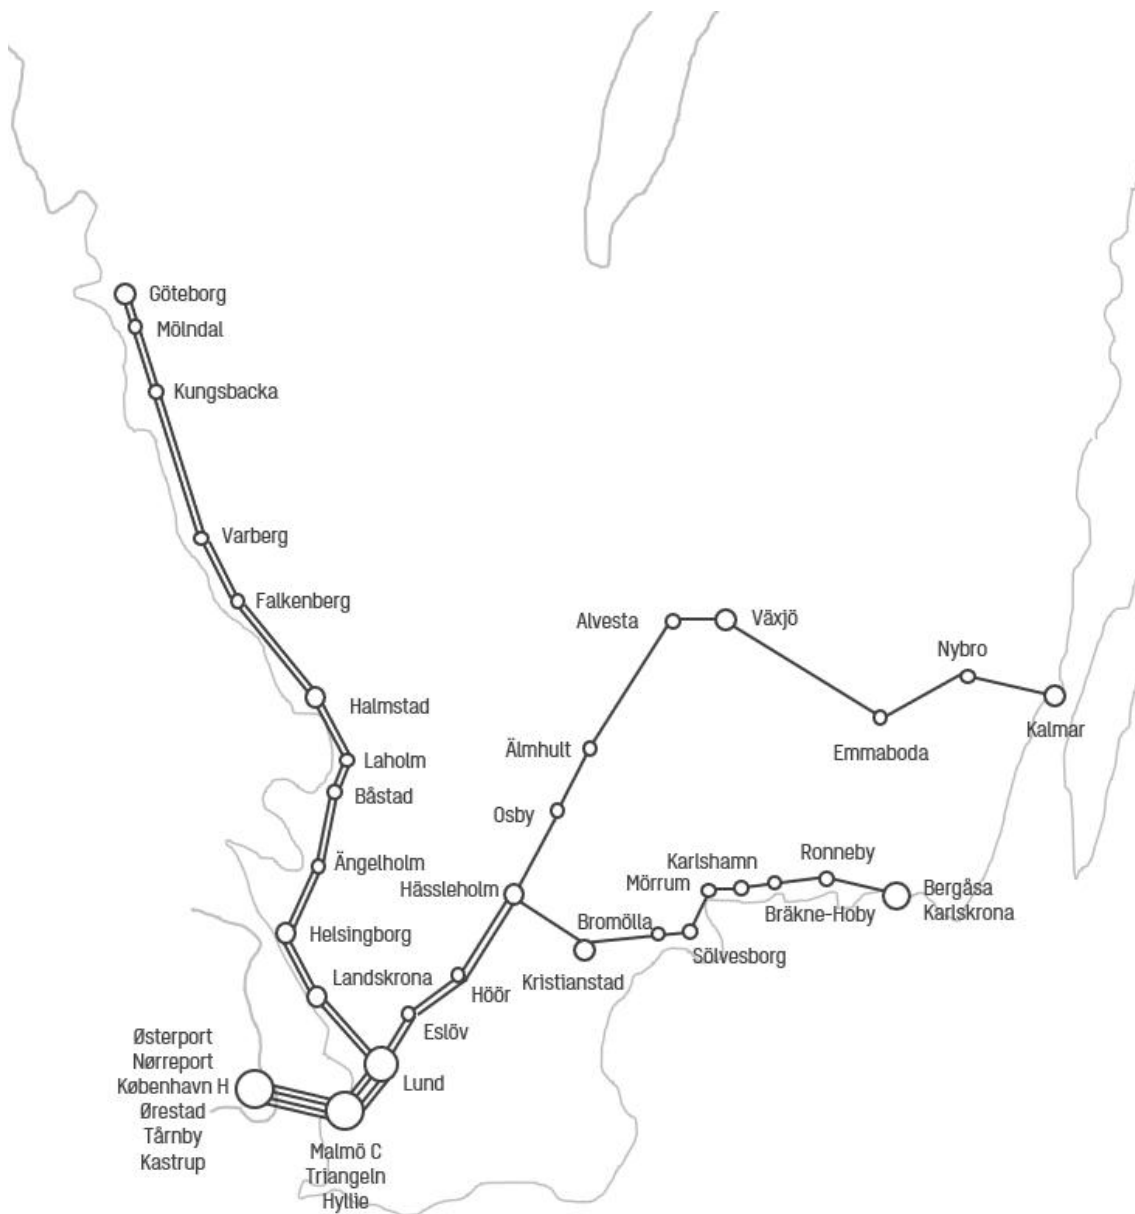 Göteborg
Mölndal
Kungsbacka
Varberg
Falkenberg
Alvesta
Växjö
Nybro
Halmstad
Kalmar
Älmhult
Emmaboda
Laholm
Båstad
Osby
Ängelholm
Hässleholm
Karlshamn
Ronneby
Mörrum
Bergåsa
Karlskrona
Bräkne-Hoby
Bromölla
Helsingborg
Sölvesborg
Landskrona
Höör
Kristianstad
Eslöv
Østerport
Nørreport
København H
Ørestad
Tårnby
Kastrup
Lund
Malmö C
Triangeln
Hyllie